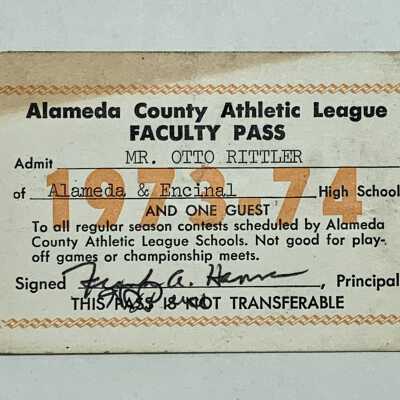 Alameda County Athletic League
FACULTY PASS
Admit MR. OTTO RITTLER
of Alameda & Encinal High School
1973-74
AND ONE GUEST
To all regular season contests scheduled by Alameda
County Athletic League Schools. Not good for play-
off games or championship meets.
Signed Frank A. , Principal
THIS PASS IS NOT TRANSFERABLE